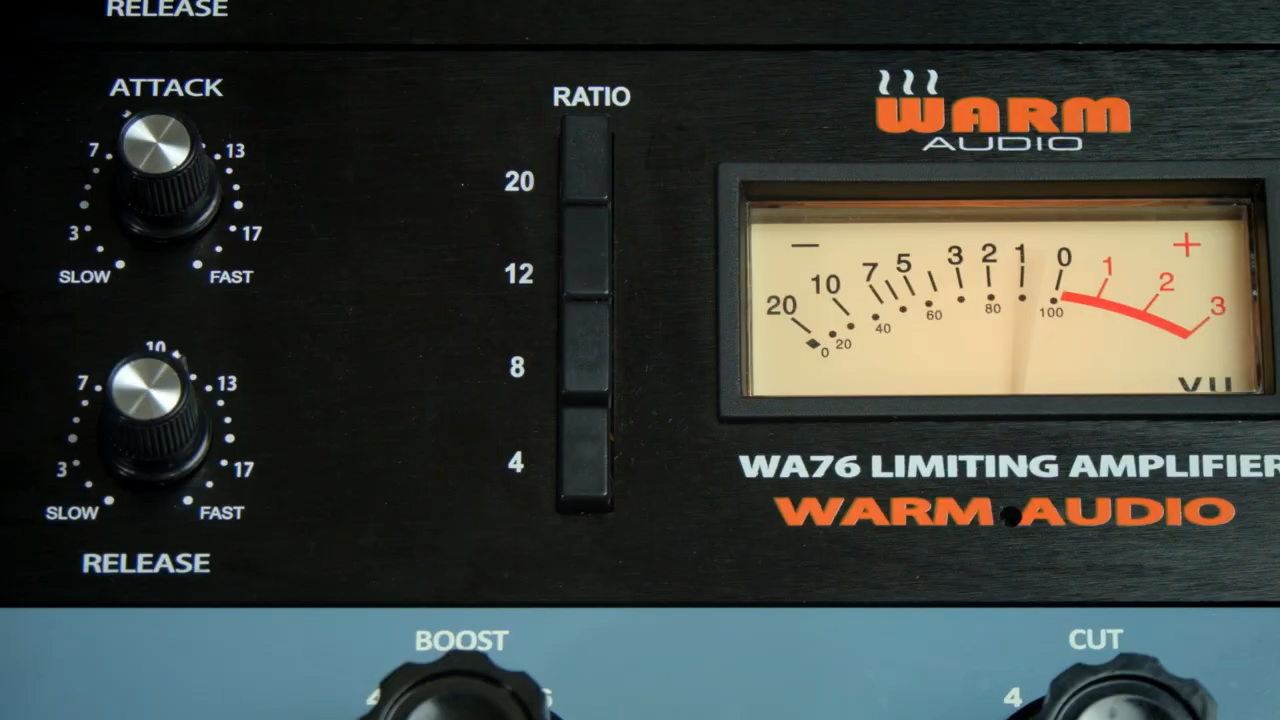 RELEASE
ATTACK
7 13
3 17
SLOW FAST
RATIO
20
12
8
4
WARM
AUDIO
− +
20 10 7 5 3 2 1 0 1 2 3
0 20 40 60 80 100
VU
WA76 LIMITING AMPLIFIER
WARM AUDIO
10
7 13
3 17
SLOW FAST
RELEASE
BOOST
4
CUT
4